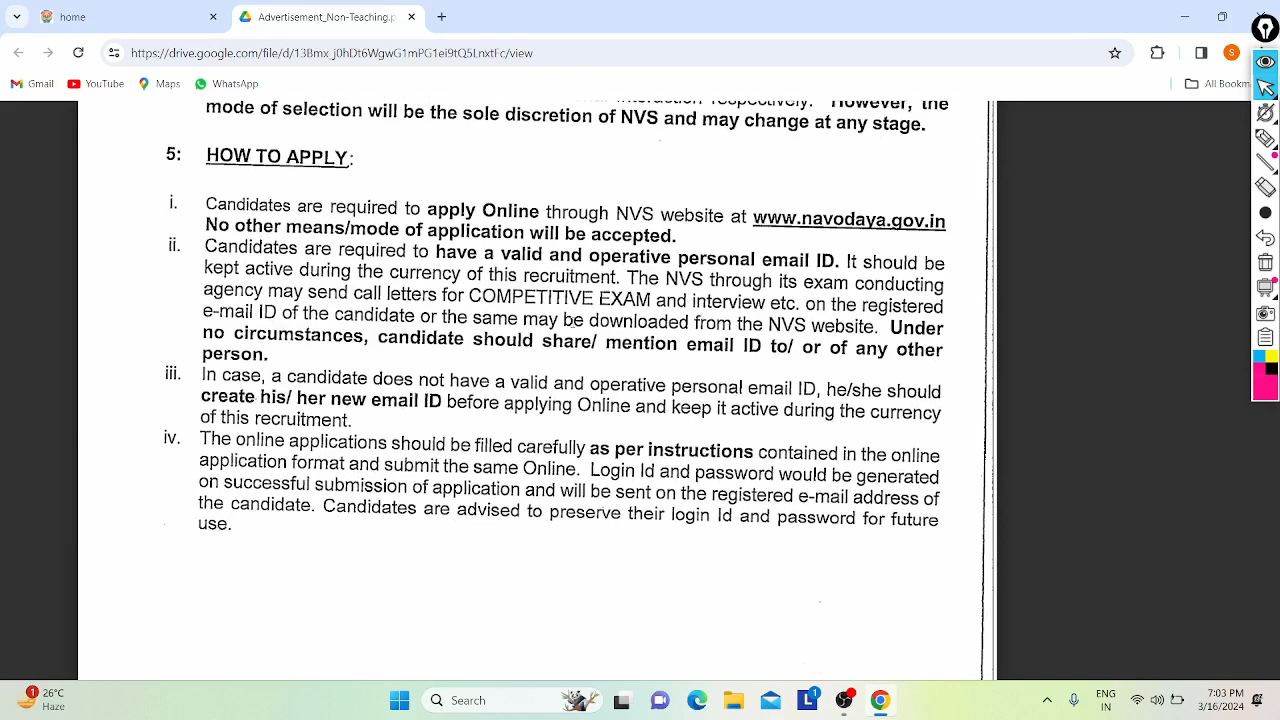 home
Advertisement_Non-Teaching.p
https://drive.google.com/file/d/13Bmx_j0hDt6WgwG1mPG1ei9tQ5LnxtFc/view
S
Gmail
YouTube
Maps
WhatsApp
All Bookm
respectively. However, the
mode of selection will be the sole discretion of NVS and may change at any stage.
5: HOW TO APPLY:
i. Candidates are required to apply Online through NVS website at www.navodaya.gov.in
No other means/mode of application will be accepted.
ii. Candidates are required to have a valid and operative personal email ID. It should be
kept active during the currency of this recruitment. The NVS through its exam conducting
agency may send call letters for COMPETITIVE EXAM and interview etc. on the registered
e-mail ID of the candidate or the same may be downloaded from the NVS website. Under
no circumstances, candidate should share/ mention email ID to/ or of any other
person.
iii. In case, a candidate does not have a valid and operative personal email ID, he/she should
create his/ her new email ID before applying Online and keep it active during the currency
of this recruitment.
iv. The online applications should be filled carefully as per instructions contained in the online
application format and submit the same Online. Login Id and password would be generated
on successful submission of application and will be sent on the registered e-mail address of
the candidate. Candidates are advised to preserve their login Id and password for future
use.
1
26°C
Haze
Search
L
1
ENG
IN
7:03 PM
3/16/2024